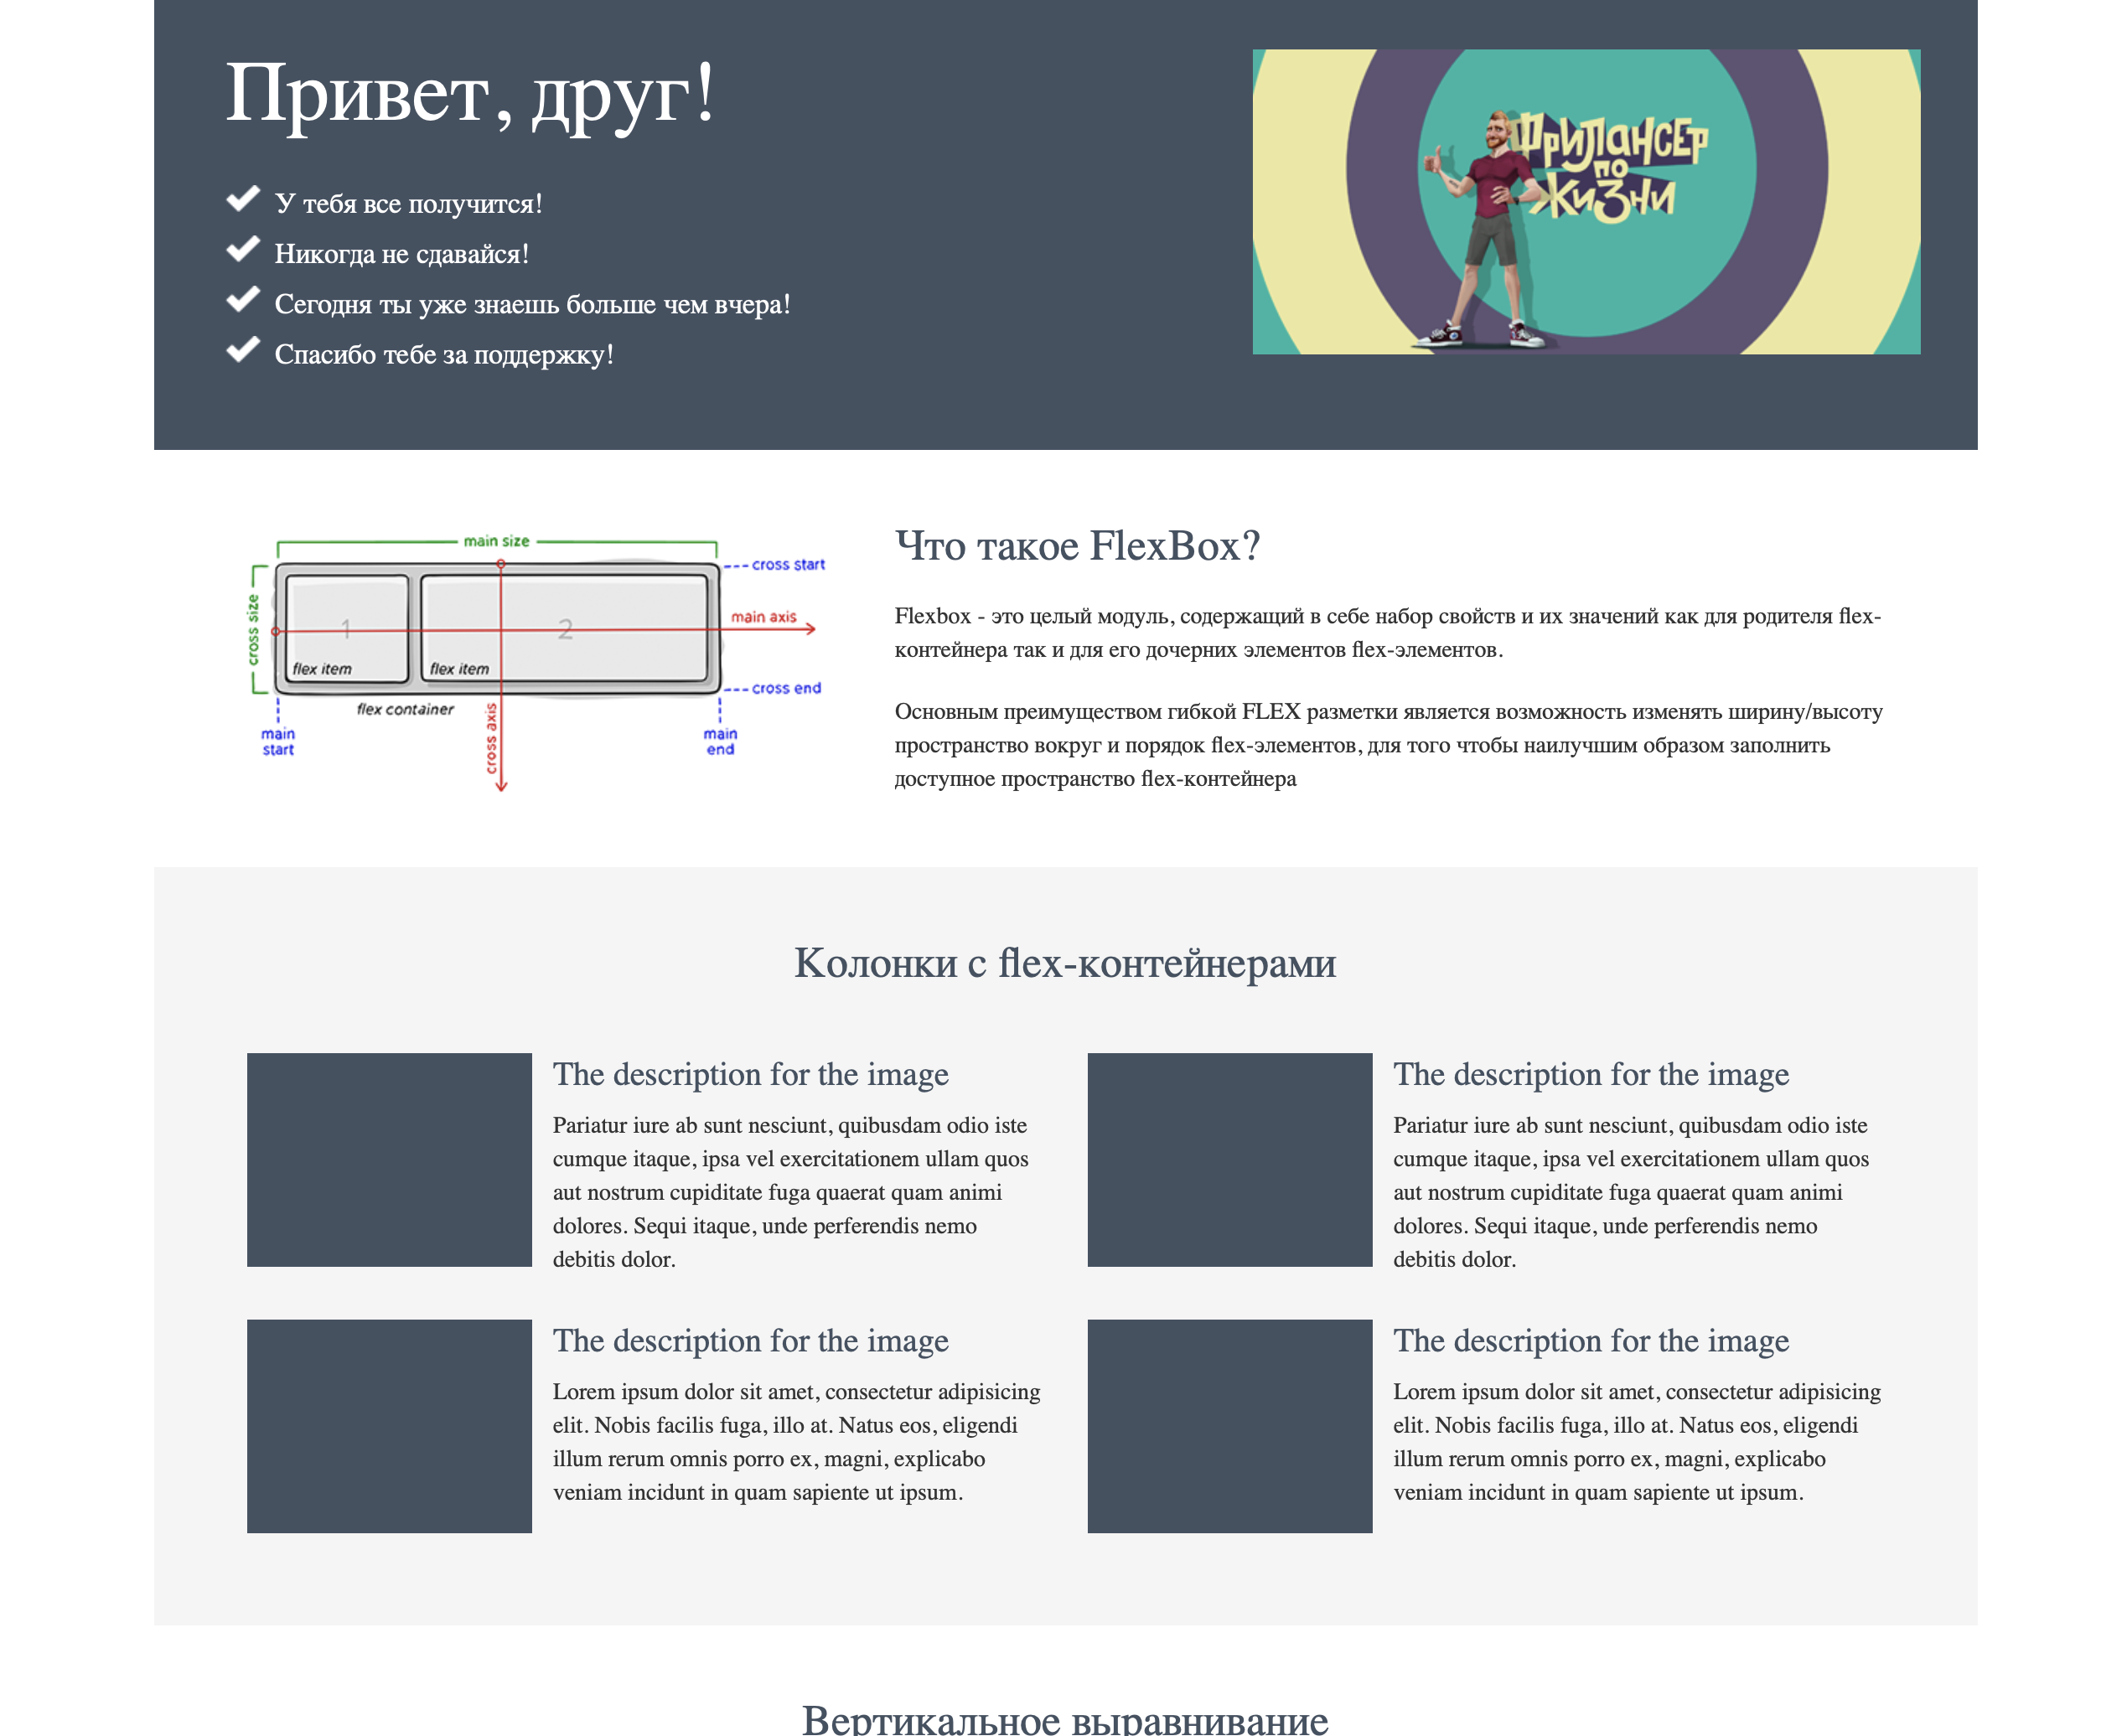 Привет, друг!
У тебя все получится!
Никогда не сдавайся!
Сегодня ты уже знаешь больше чем вчера!
Спасибо тебе за поддержку!
ФРИЛАНСЕР
ПО
ЖИЗНИ
main size
cross start
cross size
main axis
1
2
flex item
flex item
cross end
flex container
cross axis
main
start
main
end
Что такое FlexBox?
Flexbox - это целый модуль, содержащий в себе набор свойств и их значений как для родителя flex-
контейнера так и для его дочерних элементов flex-элементов.
Основным преимуществом гибкой FLEX разметки является возможность изменять ширину/высоту
пространство вокруг и порядок flex-элементов, для того чтобы наилучшим образом заполнить
доступное пространство flex-контейнера
Колонки с flex-контейнерами
The description for the image
Pariatur iure ab sunt nesciunt, quibusdam odio iste
cumque itaque, ipsa vel exercitationem ullam quos
aut nostrum cupiditate fuga quaerat quam animi
dolores. Sequi itaque, unde perferendis nemo
debitis dolor.
The description for the image
Pariatur iure ab sunt nesciunt, quibusdam odio iste
cumque itaque, ipsa vel exercitationem ullam quos
aut nostrum cupiditate fuga quaerat quam animi
dolores. Sequi itaque, unde perferendis nemo
debitis dolor.
The description for the image
Lorem ipsum dolor sit amet, consectetur adipisicing
elit. Nobis facilis fuga, illo at. Natus eos, eligendi
illum rerum omnis porro ex, magni, explicabo
veniam incidunt in quam sapiente ut ipsum.
The description for the image
Lorem ipsum dolor sit amet, consectetur adipisicing
elit. Nobis facilis fuga, illo at. Natus eos, eligendi
illum rerum omnis porro ex, magni, explicabo
veniam incidunt in quam sapiente ut ipsum.
Вертикальное выравнивание